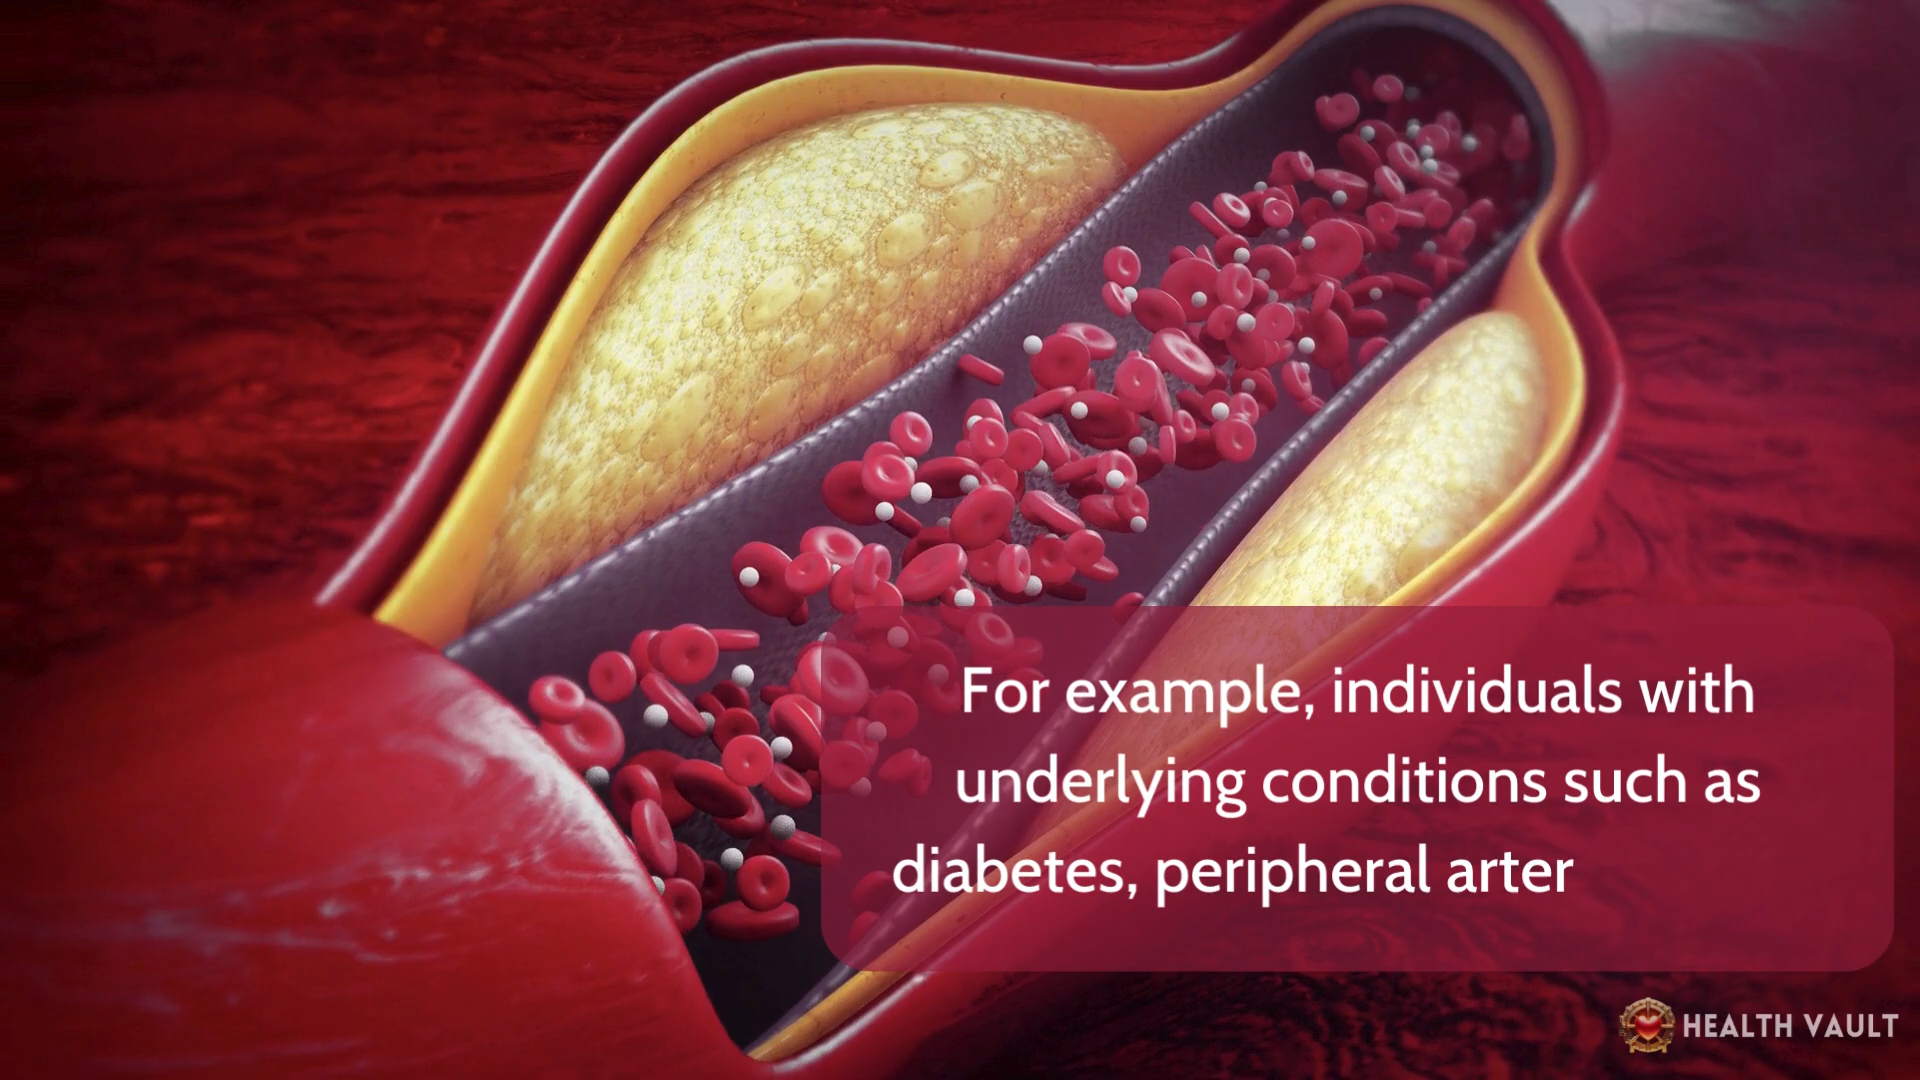 For example, individuals with
underlying conditions such as
diabetes, peripheral arter
HEALTH VAULT